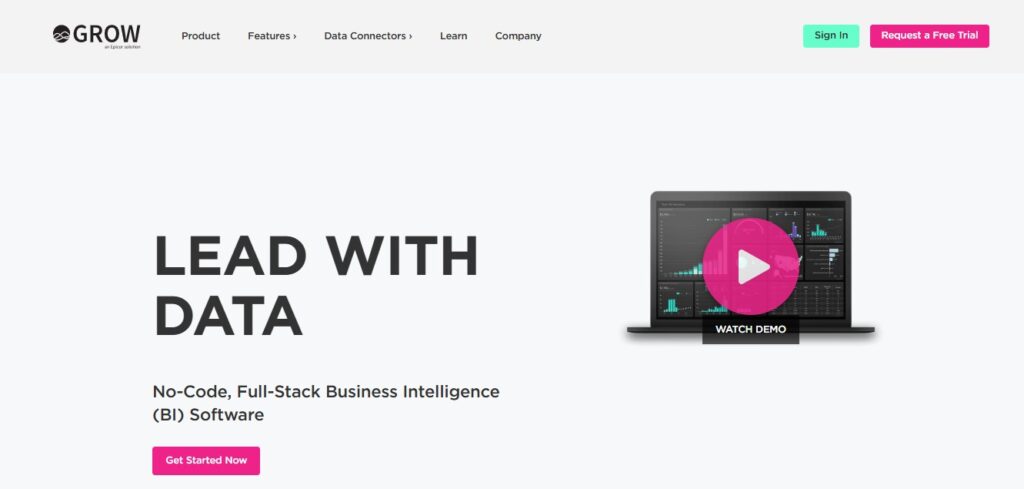 GROW
an Epicor solution
Product
Features ›
Data Connectors ›
Learn
Company
Sign In
Request a Free Trial
LEAD WITH
DATA
WATCH DEMO
No-Code, Full-Stack Business Intelligence
(BI) Software
Get Started Now